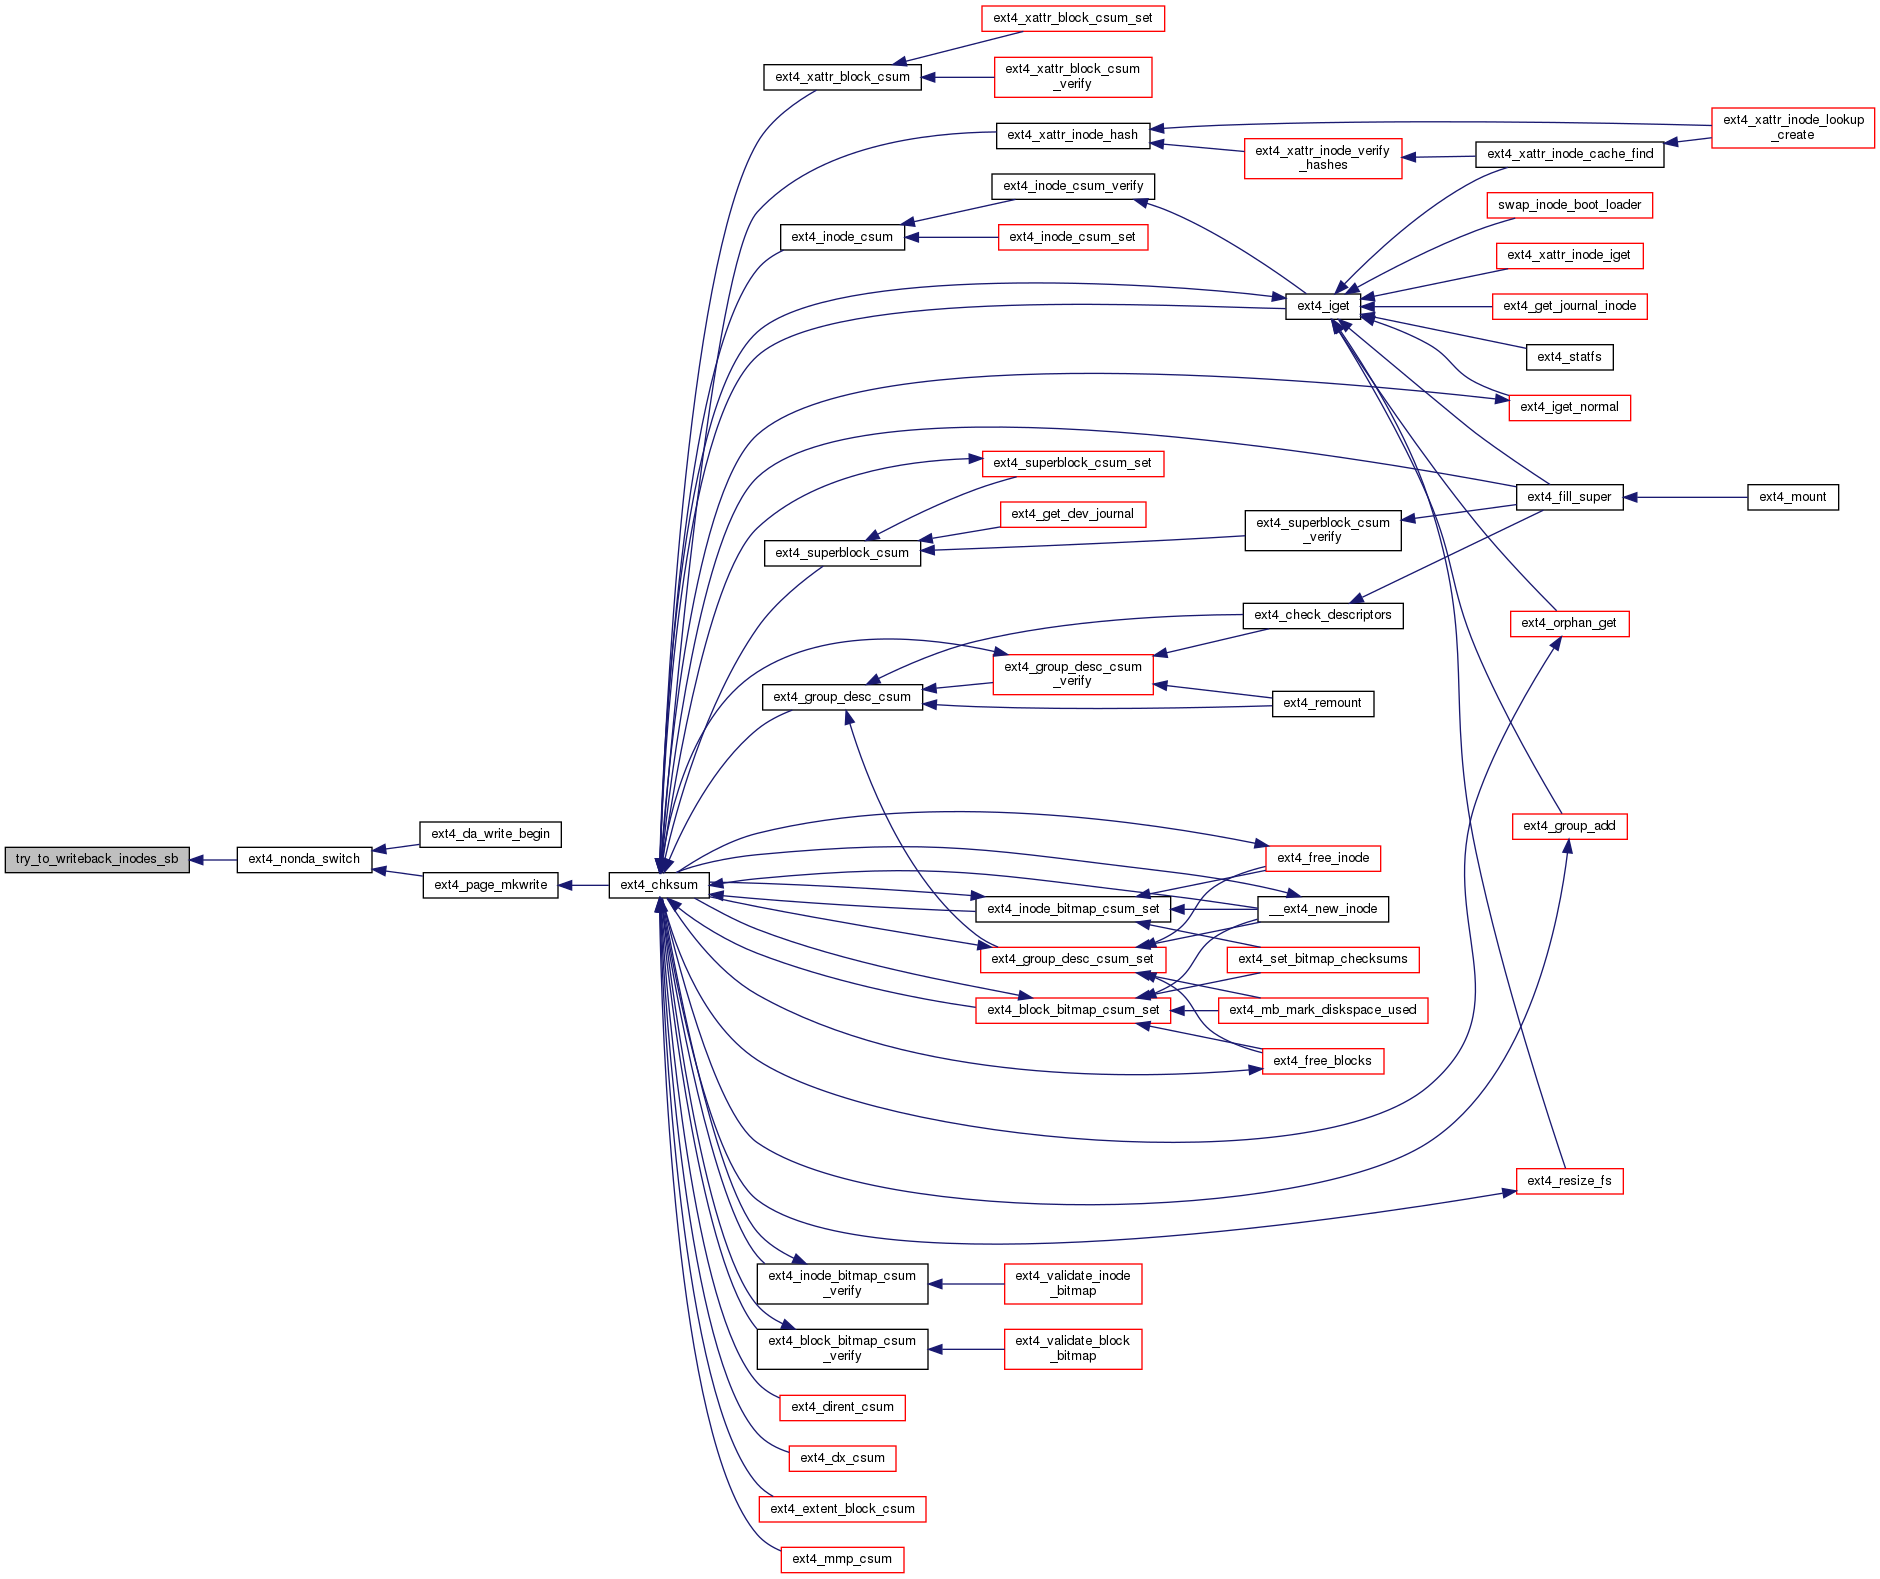 ext4_xattr_block_csum_set
ext4_xattr_block_csum
ext4_xattr_block_csum
_verify
ext4_xattr_inode_hash
ext4_xattr_inode_lookup
_create
ext4_xattr_inode_verify
_hashes
ext4_xattr_inode_cache_find
ext4_inode_csum_verify
swap_inode_boot_loader
ext4_inode_csum
ext4_inode_csum_set
ext4_xattr_inode_iget
ext4_iget
ext4_get_journal_inode
ext4_statfs
ext4_iget_normal
ext4_superblock_csum_set
ext4_fill_super
ext4_mount
ext4_get_dev_journal
ext4_superblock_csum
_verify
ext4_superblock_csum
ext4_check_descriptors
ext4_orphan_get
ext4_group_desc_csum
_verify
ext4_group_desc_csum
ext4_remount
ext4_group_add
ext4_da_write_begin
try_to_writeback_inodes_sb
ext4_nonda_switch
ext4_free_inode
ext4_page_mkwrite
ext4_chksum
ext4_inode_bitmap_csum_set
__ext4_new_inode
ext4_group_desc_csum_set
ext4_set_bitmap_checksums
ext4_block_bitmap_csum_set
ext4_mb_mark_diskspace_used
ext4_free_blocks
ext4_resize_fs
ext4_inode_bitmap_csum
_verify
ext4_validate_inode
_bitmap
ext4_block_bitmap_csum
_verify
ext4_validate_block
_bitmap
ext4_dirent_csum
ext4_dx_csum
ext4_extent_block_csum
ext4_mmp_csum